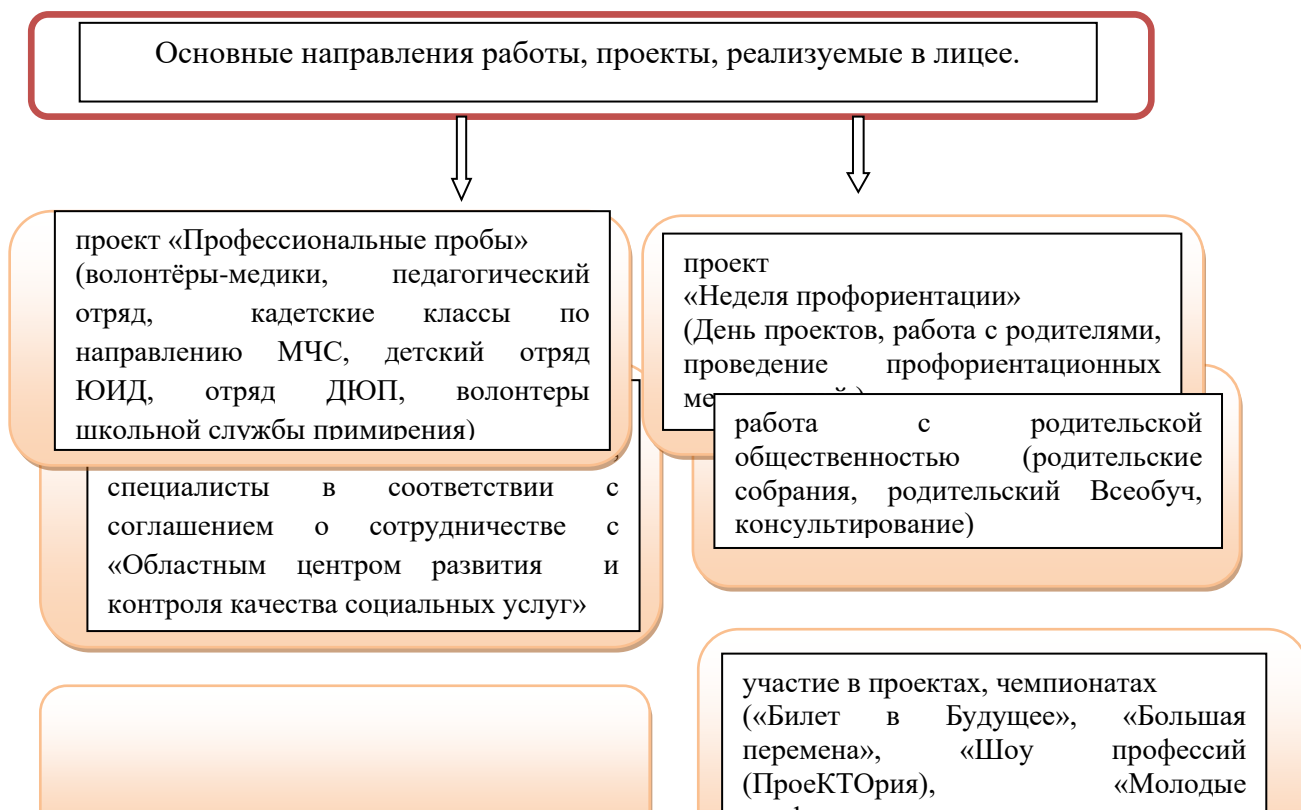 Основные направления работы, проекты, реализуемые в лицее.
проект «Профессиональные пробы»
(волонтёры-медики, педагогический
отряд, кадетские классы по
направлению МЧС, детский отряд
ЮИД, отряд ДЮП, волонтеры
школьной службы примирения)
специалисты в соответствии с
соглашением о сотрудничестве с
«Областным центром развития и
контроля качества социальных услуг»
проект
«Неделя профориентации»
(День проектов, работа с родителями,
проведение профориентационных
работа с родительской
общественностью (родительские
собрания, родительский Всеобуч,
консультирование)
участие в проектах, чемпионатах
(«Билет в Будущее», «Большая
перемена», «Шоу профессий
(ПроеКТОрия), «Молодые